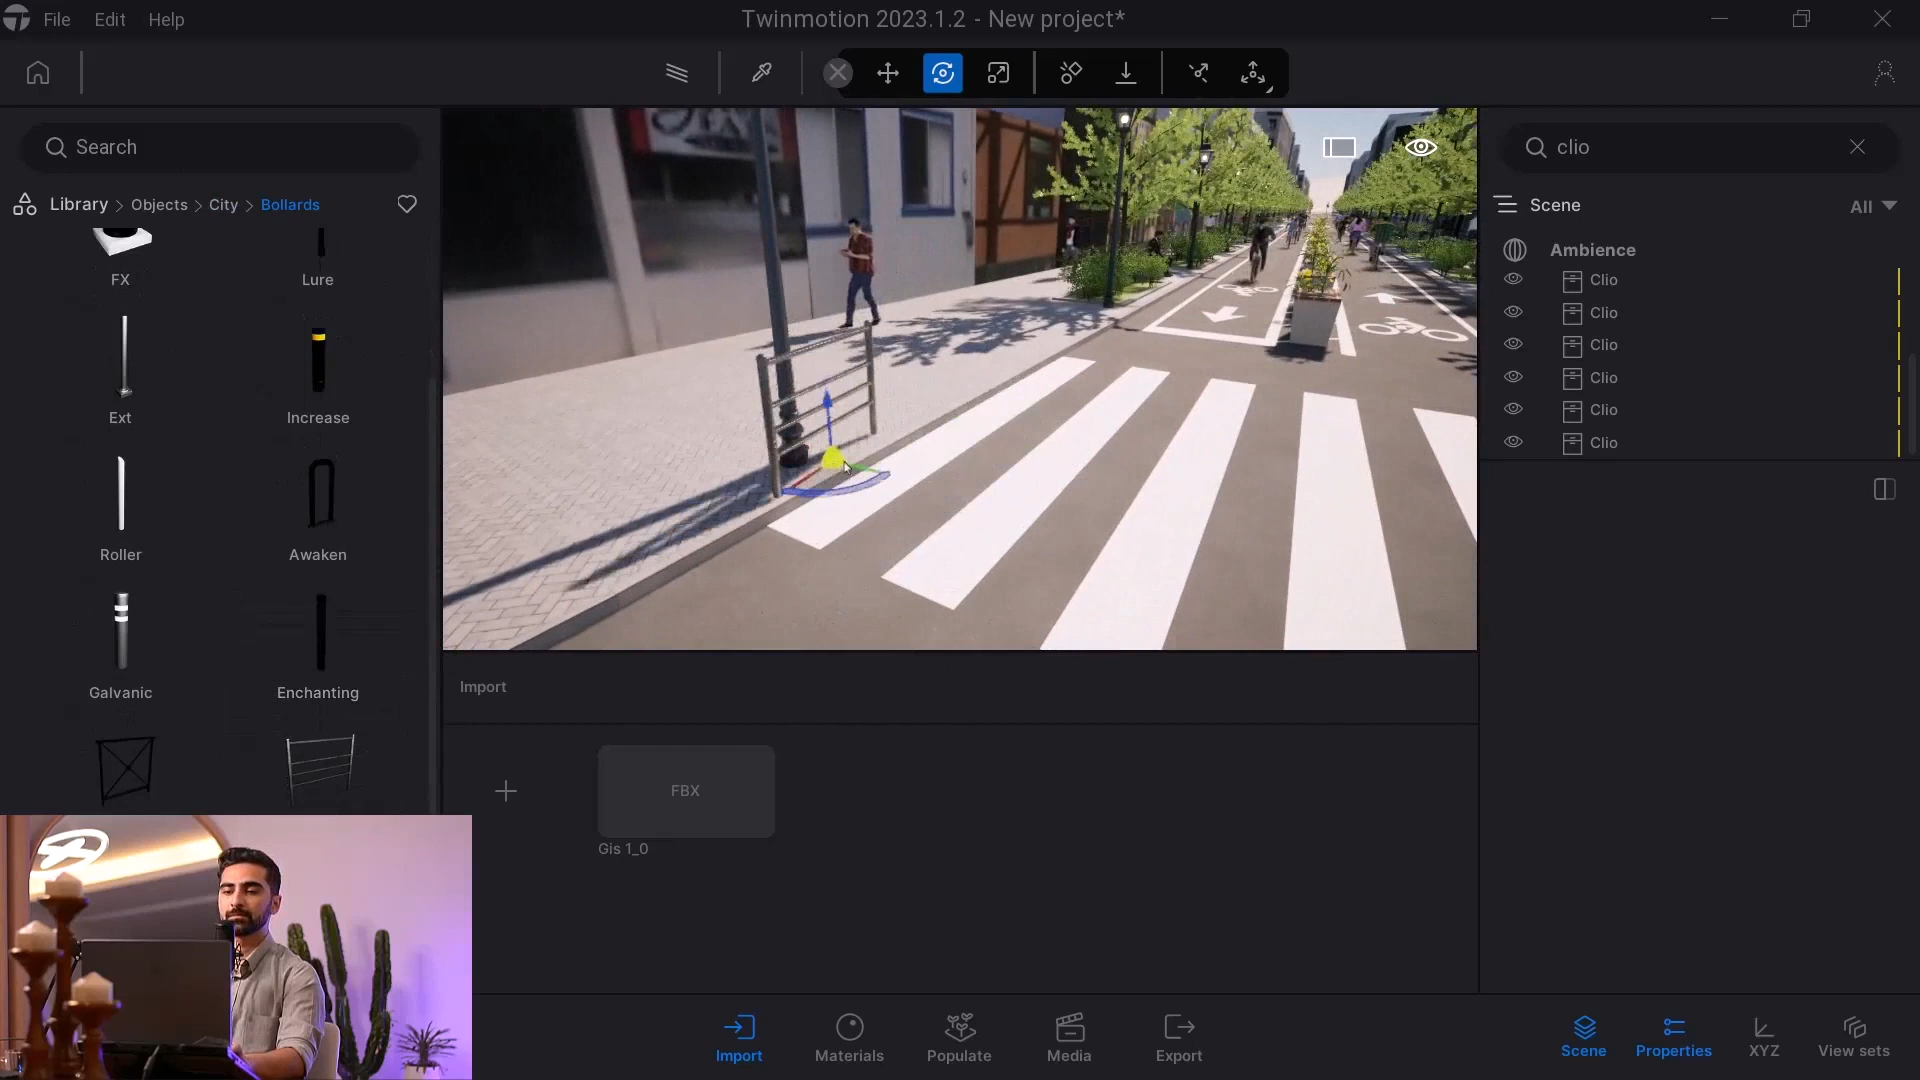 File Edit Help
Twinmotion 2023.1.2 - New project*
Search
Library > Objects > City > Bollards
FX
Lure
Ext
Increase
Roller
Awaken
Galvanic
Enchanting
Import
FBX
Gis 1_0
clio
Scene
All
Ambience
Clio
Clio
Clio
Clio
Clio
Clio
Import
Materials
Populate
Media
Export
Scene
Properties
XYZ
View sets